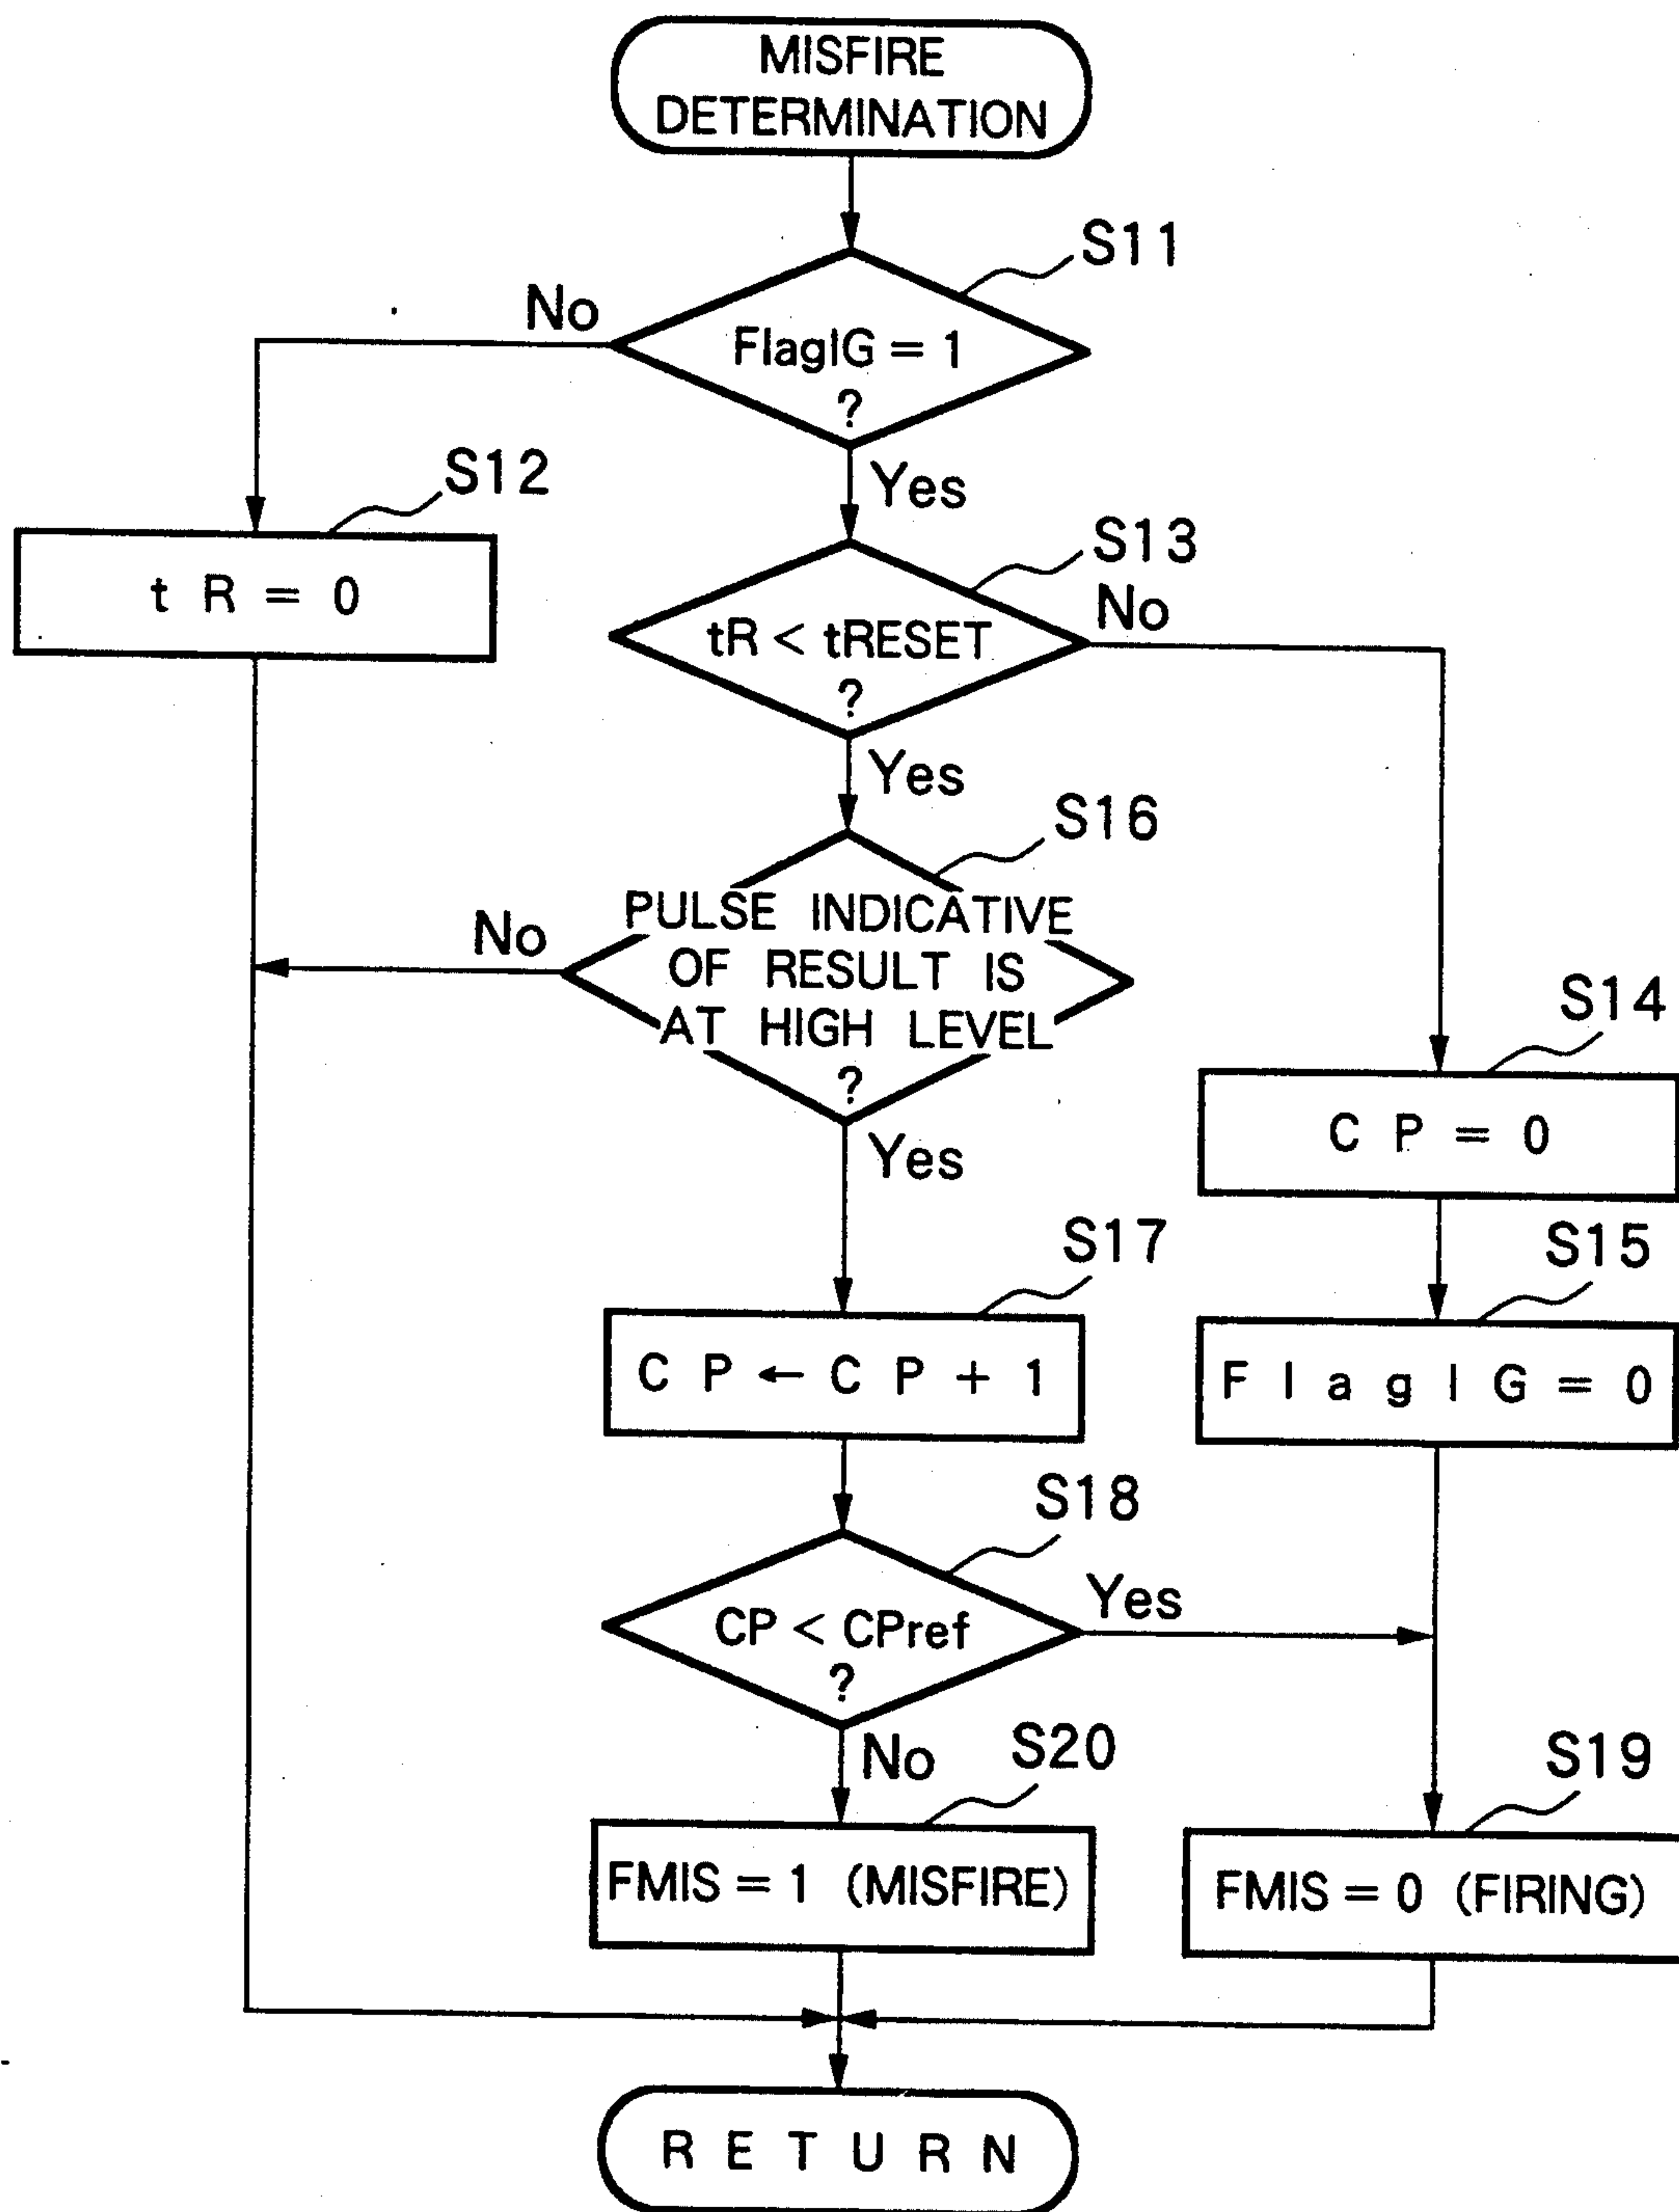 MISFIRE
DETERMINATION
S11
No
FlagIG = 1
?
Yes
S12
t R = 0
S13
No
tR < tRESET
?
Yes
S16
No
PULSE INDICATIVE
OF RESULT IS
AT HIGH LEVEL
?
Yes
S14
C P = 0
S17
C P ← C P + 1
S15
F l a g I G = 0
S18
CP < CPref
?
Yes
No
S20
FMIS = 1 (MISFIRE)
S19
FMIS = 0 (FIRING)
R E T U R N